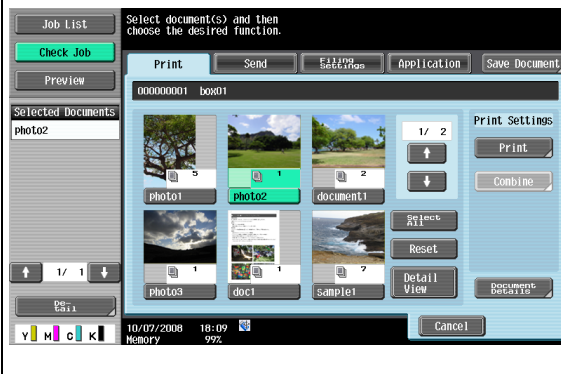 Job List
Check Job
Preview
Selected Documents
photo2
1/ 1
De-
tail
Y M C K
Select document(s) and then
choose the desired function.
Print
Send
Filing
Settings
Application
Save Document
000000001 box01
5
photo1
1
photo2
2
document1
1
photo3
1
doc1
7
sample1
1/ 2
Select
All
Reset
Detail
View
Print Settings
Print
Combine
Document
Details
10/07/2008 18:09
Memory 99%
Cancel